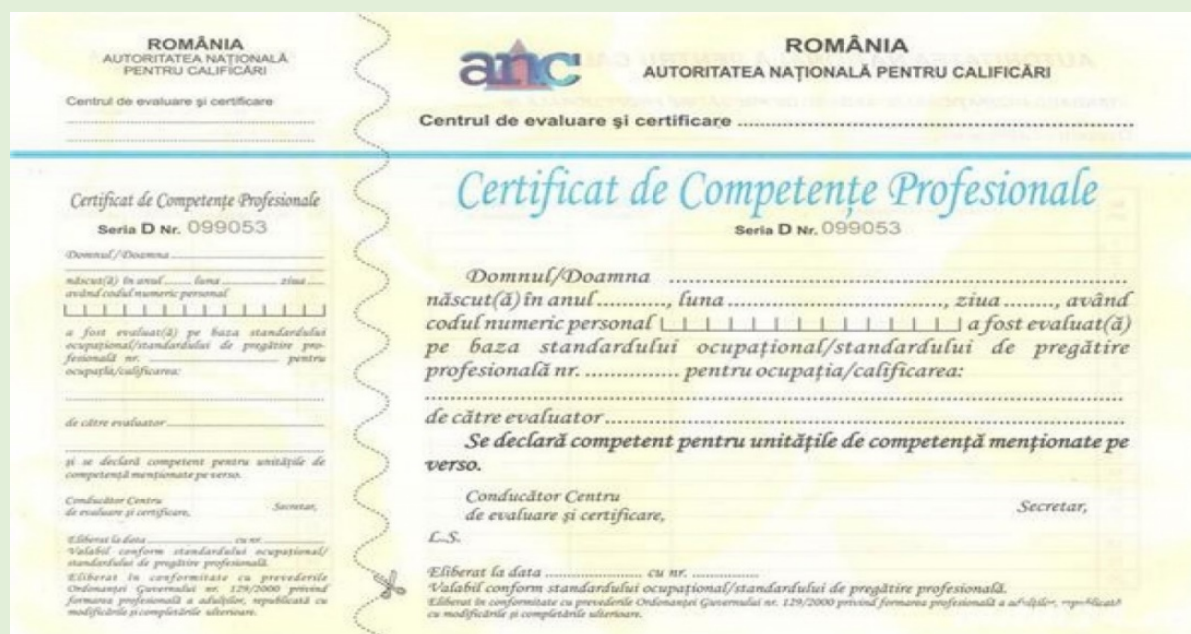 ROMÂNIA
AUTORITATEA NAȚIONALĂ
PENTRU CALIFICĂRI
Centrul de evaluare și certificare
Certificat de Competențe Profesionale
Seria D Nr. 099053
Domnul/Doamna
născut(ă) în anul ........ luna .......... ziua .....
având codul numeric personal
a fost evaluat(ă) pe baza standardului
ocupațional/standardului de pregătire pro-
fesională nr. .......... pentru
ocupația/calificarea:
de către evaluator
și se declară competent pentru unitățile de
competență menționate pe verso.
Conducător Centru
de evaluare și certificare,
Secretar,
Eliberat la data .......... cu nr. ..........
Valabil conform standardului ocupațional/
standardului de pregătire profesională.
Eliberat în conformitate cu prevederile
Ordonanței Guvernului nr. 129/2000 privind
formarea profesională a adulților, republicată cu
modificările și completările ulterioare.
anc
ROMÂNIA
AUTORITATEA NAȚIONALĂ PENTRU CALIFICĂRI
Centrul de evaluare și certificare ..........
Certificat de Competențe Profesionale
Seria D Nr. 099053
Domnul/Doamna ..........
născut(ă) în anul .........., luna .........., ziua ........, având
codul numeric personal a fost evaluat(ă)
pe baza standardului ocupațional/standardului de pregătire
profesională nr. .......... pentru ocupația/calificarea:
de către evaluator ..........
Se declară competent pentru unitățile de competență menționate pe
verso.
Conducător Centru
de evaluare și certificare,
Secretar,
L.S.
Eliberat la data .......... cu nr. ..........
Valabil conform standardului ocupațional/standardului de pregătire profesională.
Eliberat în conformitate cu prevederile Ordonanței Guvernului nr. 129/2000 privind formarea profesională a adulților, republicată
cu modificările și completările ulterioare.